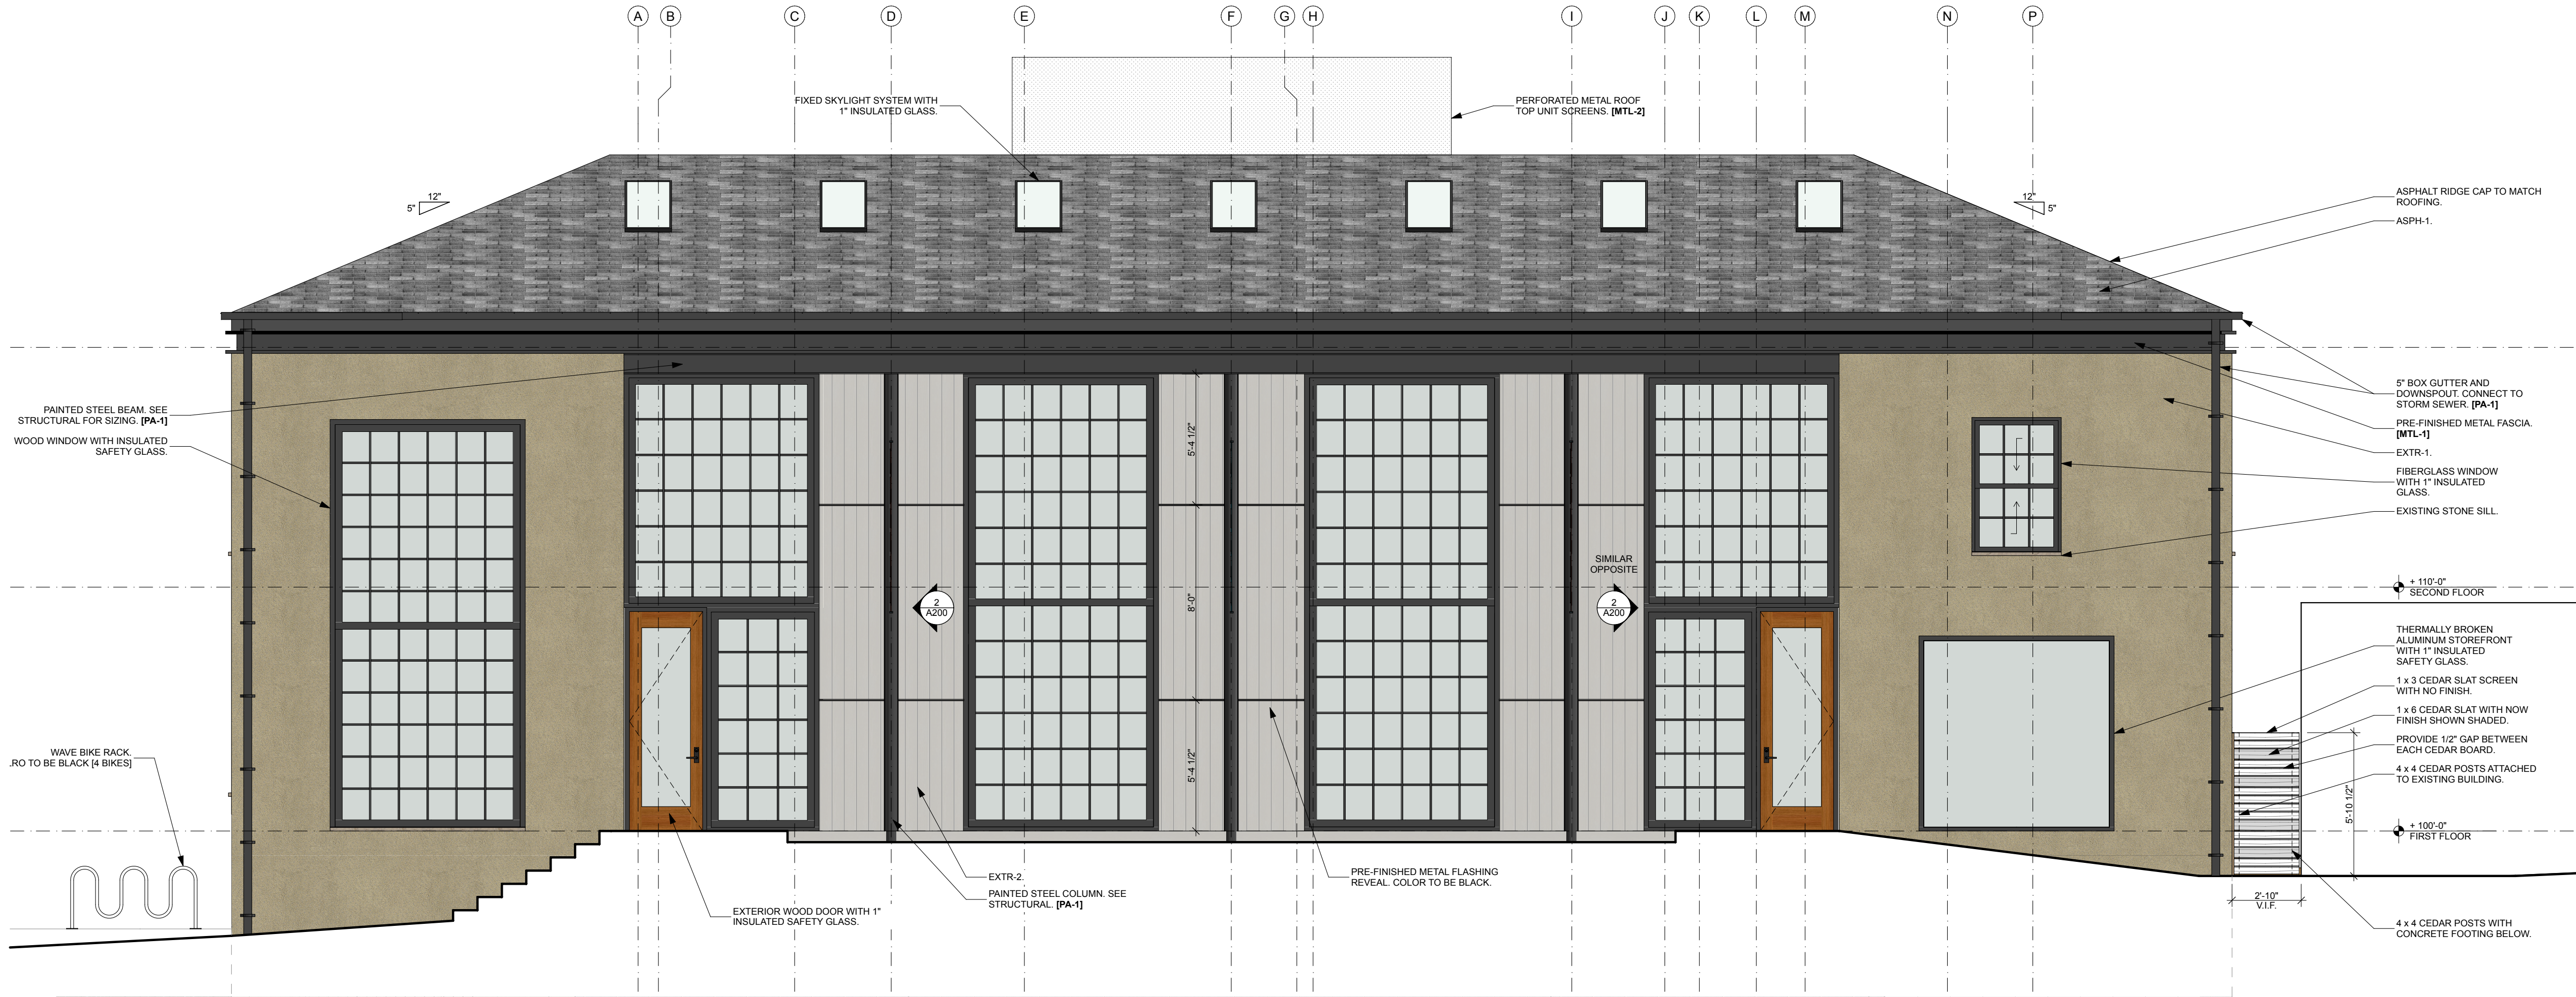 A
B
C
D
E
F
G
H
I
J
K
L
M
N
P
FIXED SKYLIGHT SYSTEM WITH
1" INSULATED GLASS.
PERFORATED METAL ROOF
TOP UNIT SCREENS. [MTL-2]
12"
5"
12"
5"
ASPHALT RIDGE CAP TO MATCH
ROOFING.
ASPH-1.
PAINTED STEEL BEAM. SEE
STRUCTURAL FOR SIZING. [PA-1]
WOOD WINDOW WITH INSULATED
SAFETY GLASS.
5'-4 1/2"
8'-0"
5'-4 1/2"
5" BOX GUTTER AND
DOWNSPOUT. CONNECT TO
STORM SEWER. [PA-1]
PRE-FINISHED METAL FASCIA.
[MTL-1]
EXTR-1.
FIBERGLASS WINDOW
WITH 1" INSULATED
GLASS.
EXISTING STONE SILL.
SIMILAR
OPPOSITE
2
A200
2
A200
+ 110'-0"
SECOND FLOOR
THERMALLY BROKEN
ALUMINUM STOREFRONT
WITH 1" INSULATED
SAFETY GLASS.
1 x 3 CEDAR SLAT SCREEN
WITH NO FINISH.
1 x 6 CEDAR SLAT WITH NOW
FINISH SHOWN SHADED.
PROVIDE 1/2" GAP BETWEEN
EACH CEDAR BOARD.
4 x 4 CEDAR POSTS ATTACHED
TO EXISTING BUILDING.
5'-10 1/2"
+ 100'-0"
FIRST FLOOR
WAVE BIKE RACK.
.RO TO BE BLACK [4 BIKES]
EXTR-2.
PAINTED STEEL COLUMN. SEE
STRUCTURAL. [PA-1]
PRE-FINISHED METAL FLASHING
REVEAL. COLOR TO BE BLACK.
EXTERIOR WOOD DOOR WITH 1"
INSULATED SAFETY GLASS.
2'-10"
V.I.F.
4 x 4 CEDAR POSTS WITH
CONCRETE FOOTING BELOW.